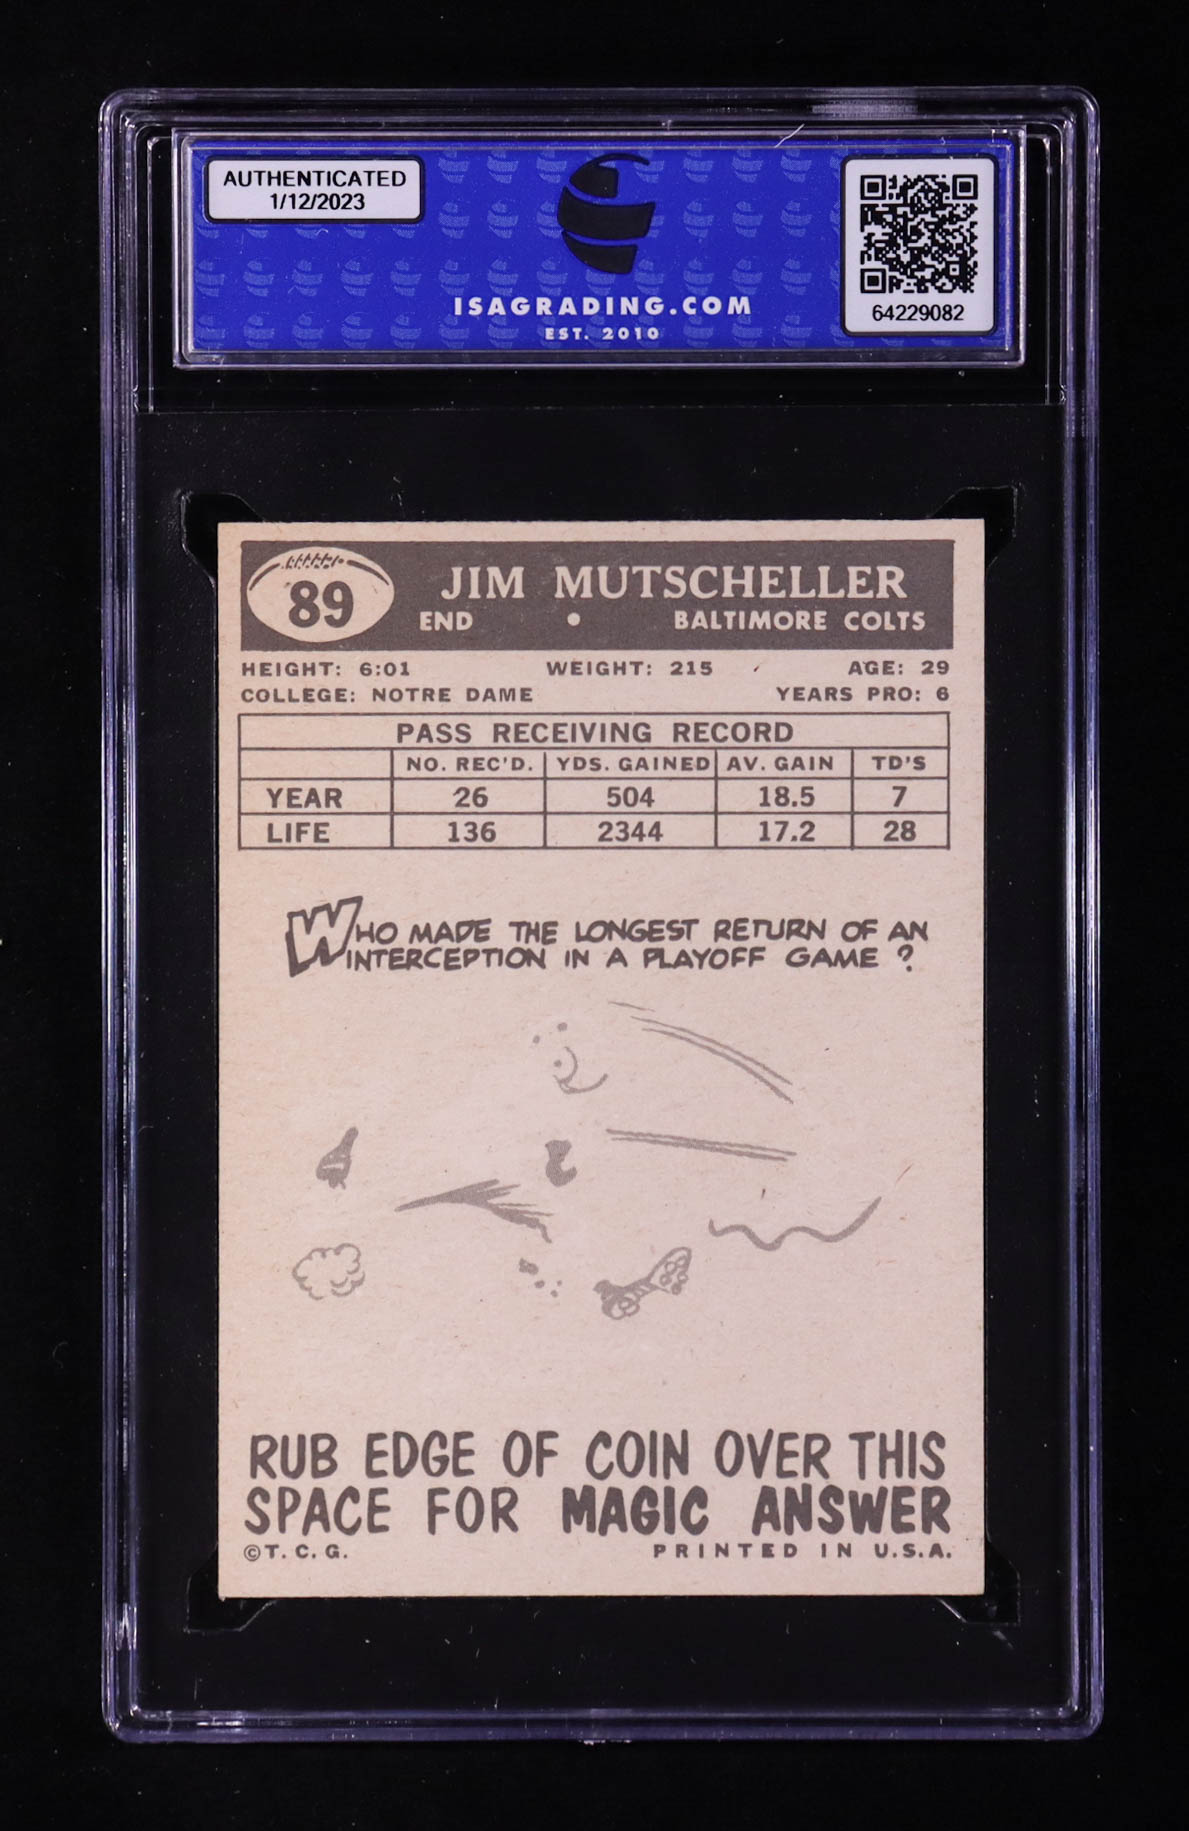 AUTHENTICATED
1/12/2023
ISAGRADING.COM
EST. 2010
64229082
89
JIM MUTSCHELLER
END • BALTIMORE COLTS
HEIGHT: 6:01 WEIGHT: 215 AGE: 29
COLLEGE: NOTRE DAME YEARS PRO: 6
PASS RECEIVING RECORD
NO. REC'D. YDS. GAINED AV. GAIN TD'S
YEAR 26 504 18.5 7
LIFE 136 2344 17.2 28
WHO MADE THE LONGEST RETURN OF AN
INTERCEPTION IN A PLAYOFF GAME ?
RUB EDGE OF COIN OVER THIS
SPACE FOR MAGIC ANSWER
©T. C. G. PRINTED IN U.S.A.